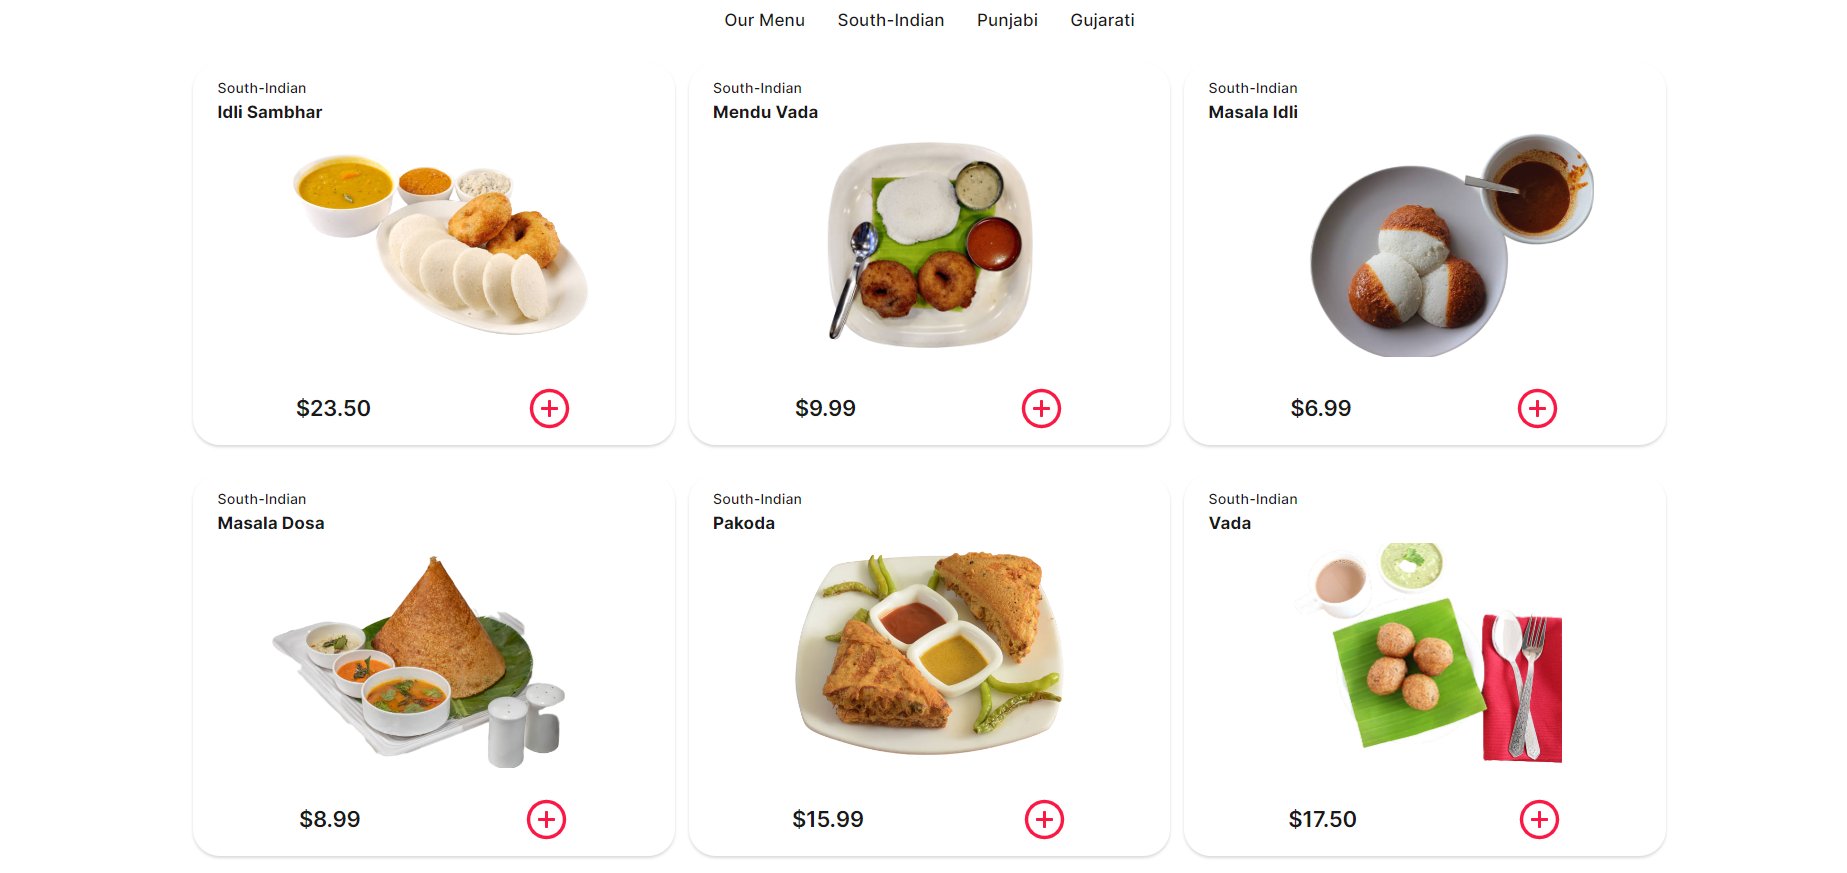 Our Menu South-Indian Punjabi Gujarati
South-Indian
Idli Sambhar
$23.50
South-Indian
Mendu Vada
$9.99
South-Indian
Masala Idli
$6.99
South-Indian
Masala Dosa
$8.99
South-Indian
Pakoda
$15.99
South-Indian
Vada
$17.50